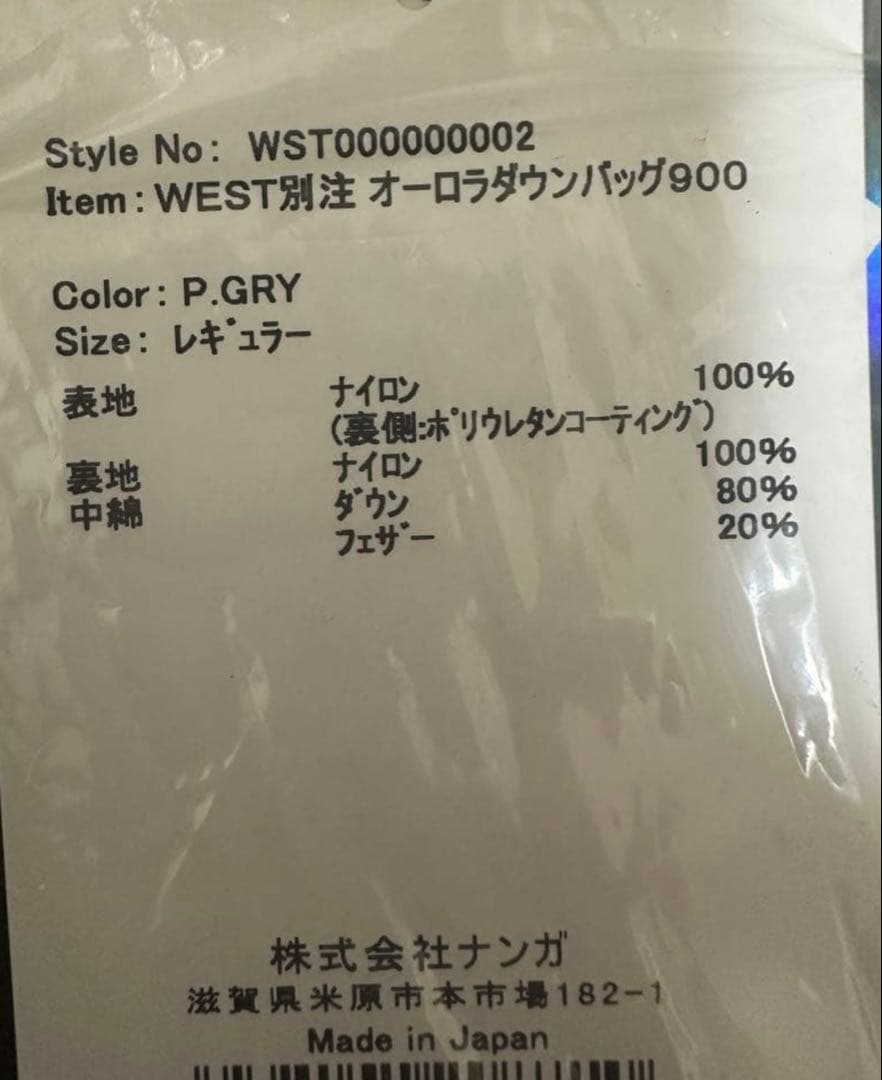 Style No: WST000000002
Item:WEST別注 オーロラダウンバッグ900
Color: P.GRY
Size: レギュラー
表地 ナイロン 100%
(裏側:ポリウレタンコーティング)
裏地 ナイロン 100%
中綿 ダウン 80%
フェザー 20%
株式会社ナンガ
滋賀県米原市本市場182-1
Made in Japan